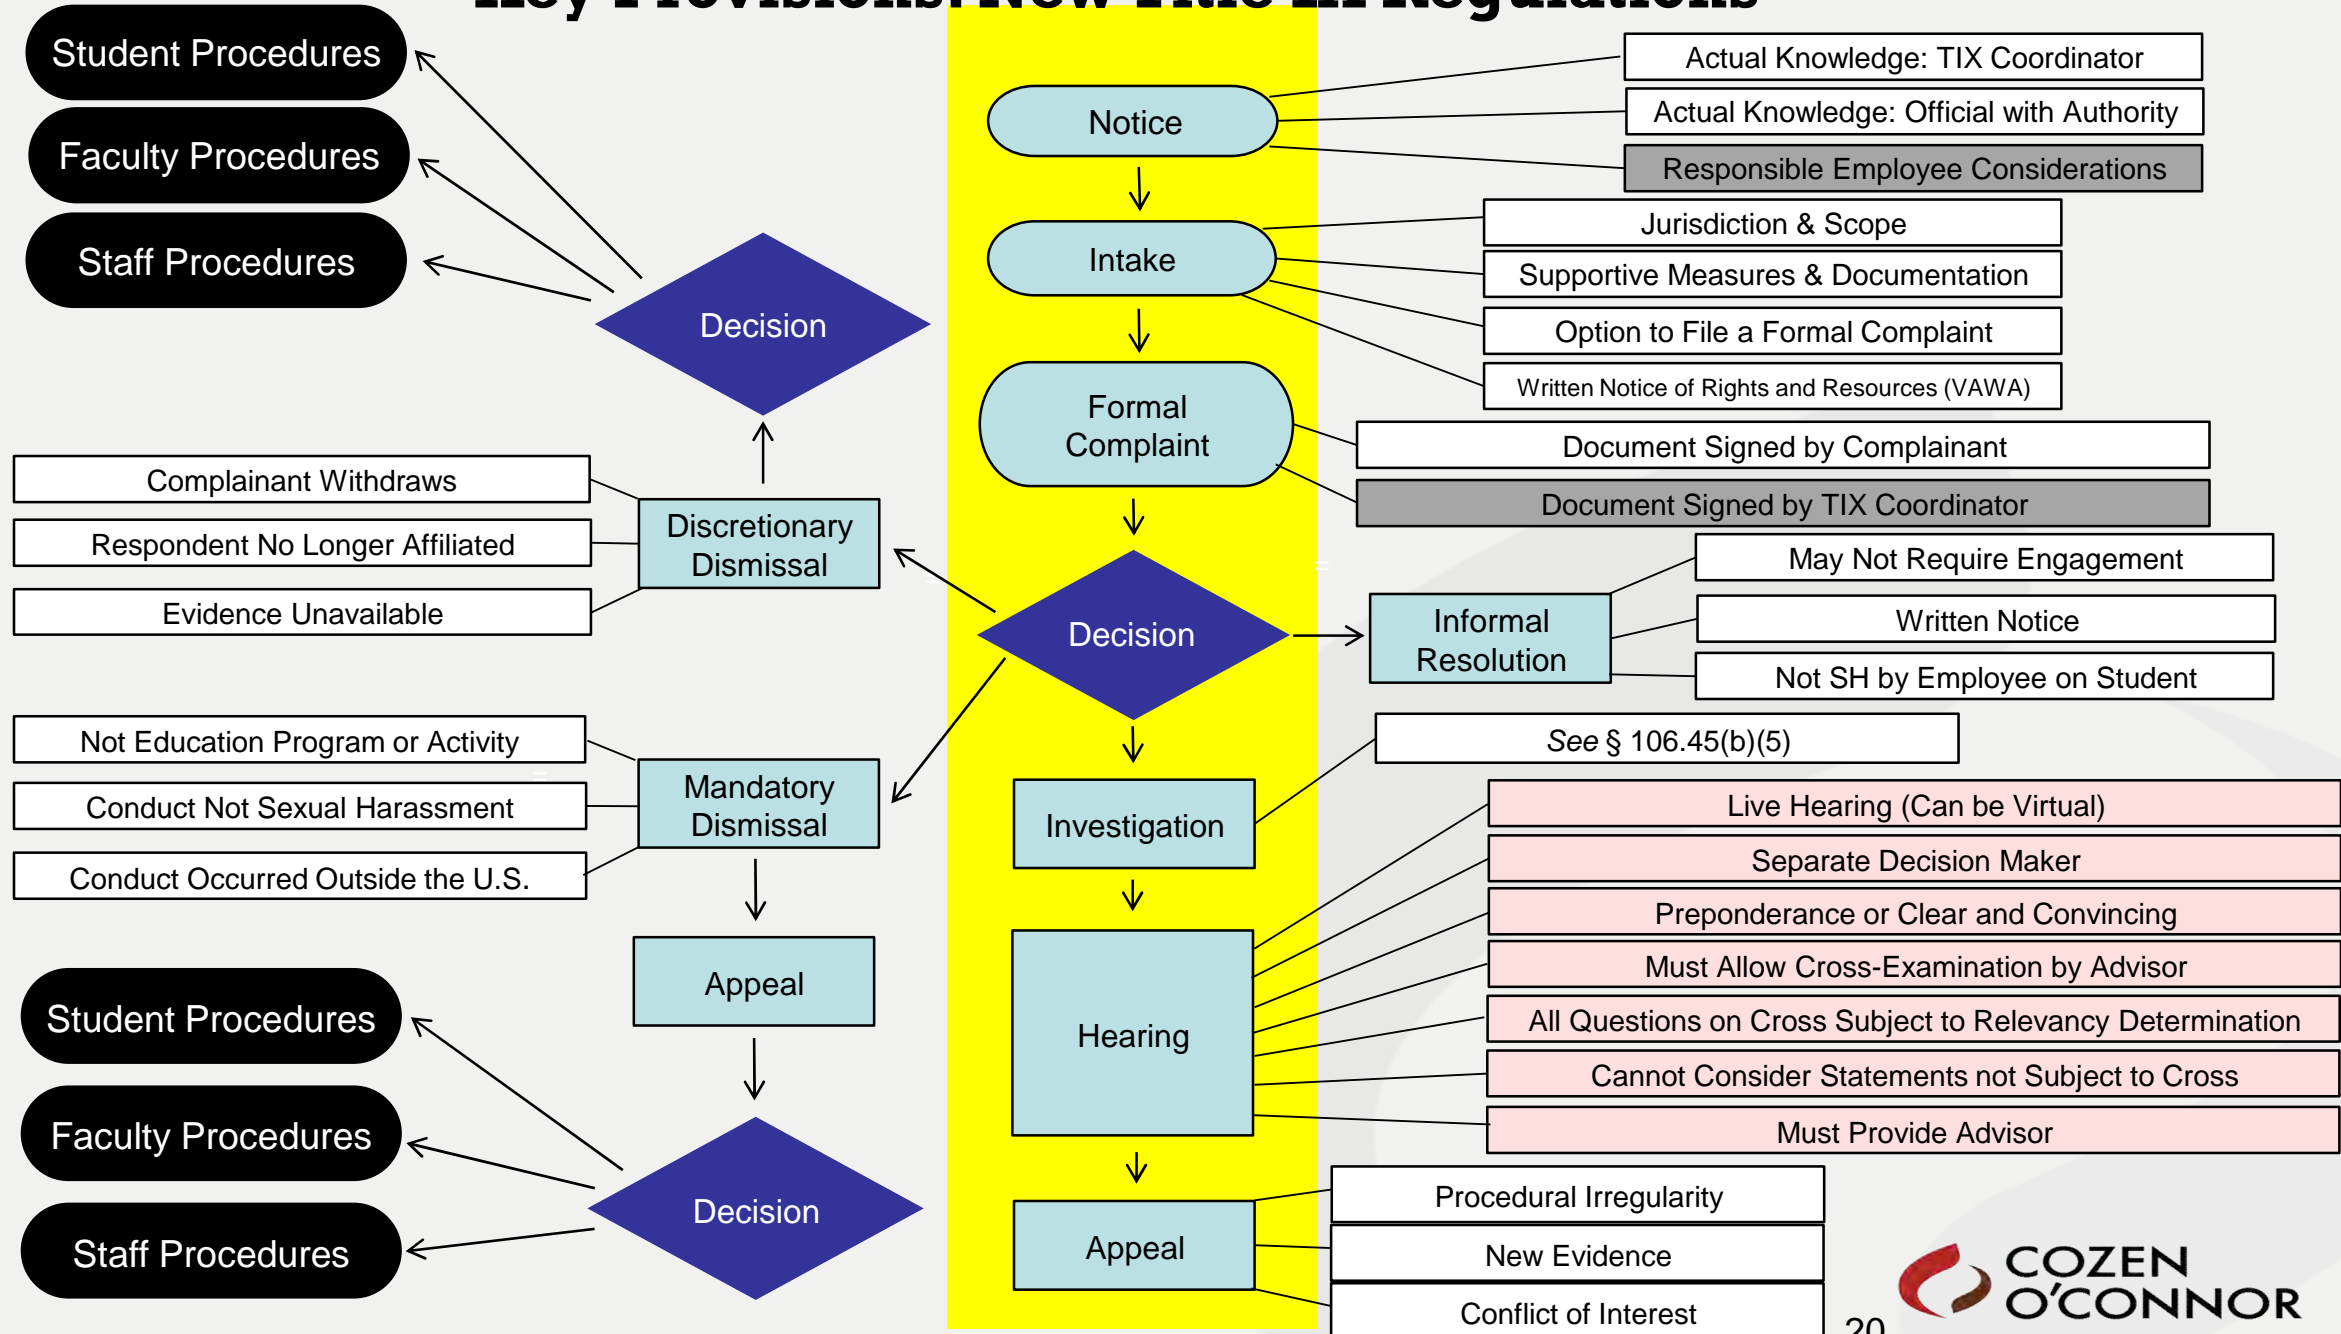 Key Provisions: New Title IX Regulations
Student Procedures
Faculty Procedures
Staff Procedures
Decision
Complainant Withdraws
Respondent No Longer Affiliated
Evidence Unavailable
Discretionary
Dismissal
Not Education Program or Activity
Conduct Not Sexual Harassment
Conduct Occurred Outside the U.S.
Mandatory
Dismissal
Appeal
Student Procedures
Faculty Procedures
Staff Procedures
Decision
Notice
Intake
Formal
Complaint
Decision
Investigation
Hearing
Appeal
Actual Knowledge: TIX Coordinator
Actual Knowledge: Official with Authority
Responsible Employee Considerations
Jurisdiction & Scope
Supportive Measures & Documentation
Option to File a Formal Complaint
Written Notice of Rights and Resources (VAWA)
Document Signed by Complainant
Document Signed by TIX Coordinator
Informal
Resolution
May Not Require Engagement
Written Notice
Not SH by Employee on Student
See § 106.45(b)(5)
Live Hearing (Can be Virtual)
Separate Decision Maker
Preponderance or Clear and Convincing
Must Allow Cross-Examination by Advisor
All Questions on Cross Subject to Relevancy Determination
Cannot Consider Statements not Subject to Cross
Must Provide Advisor
Procedural Irregularity
New Evidence
Conflict of Interest
20
COZEN
O'CONNOR